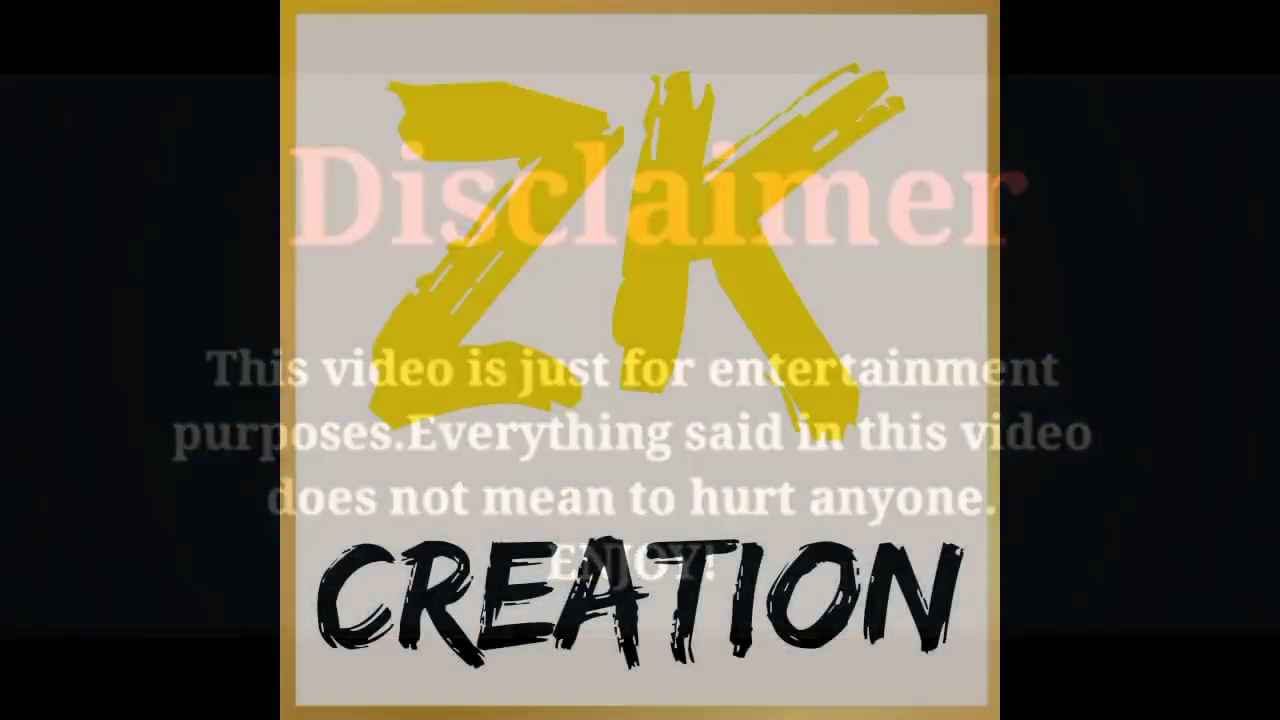 ZK
Disclaimer
This video is just for entertainment
purposes.Everything said in this video
does not mean to hurt anyone.
ENJOY!
CREATION